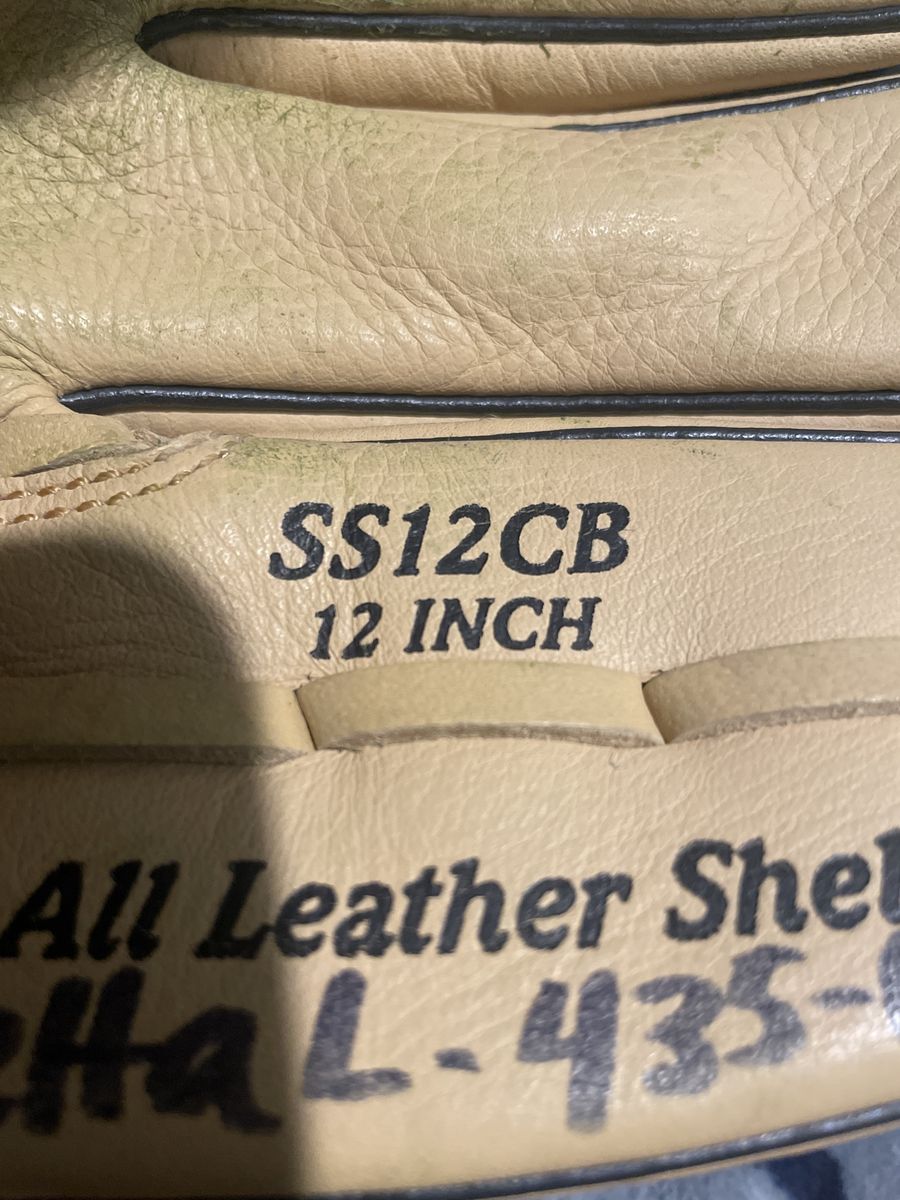 SS12CB
12 INCH
All Leather Shel
L-435-